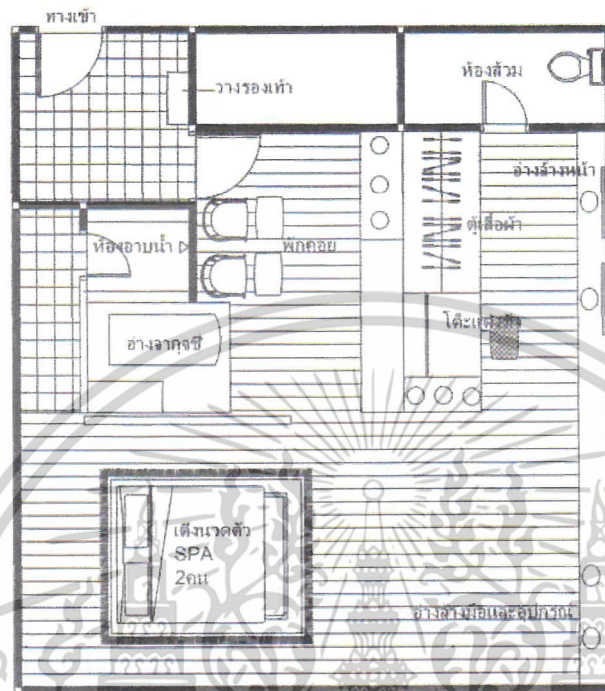 ทางเข้า
วางรองเท้า
ห้องส้วม
อ่างล้างหน้า
ห้องอาบน้ำ
พักคอย
ตู้เสื้อผ้า
อ่างจากุซซี
โต๊ะแต่งตัว
เตียงนวดตัว
SPA
2คน
อ่างล้างมือและอุปกรณ์